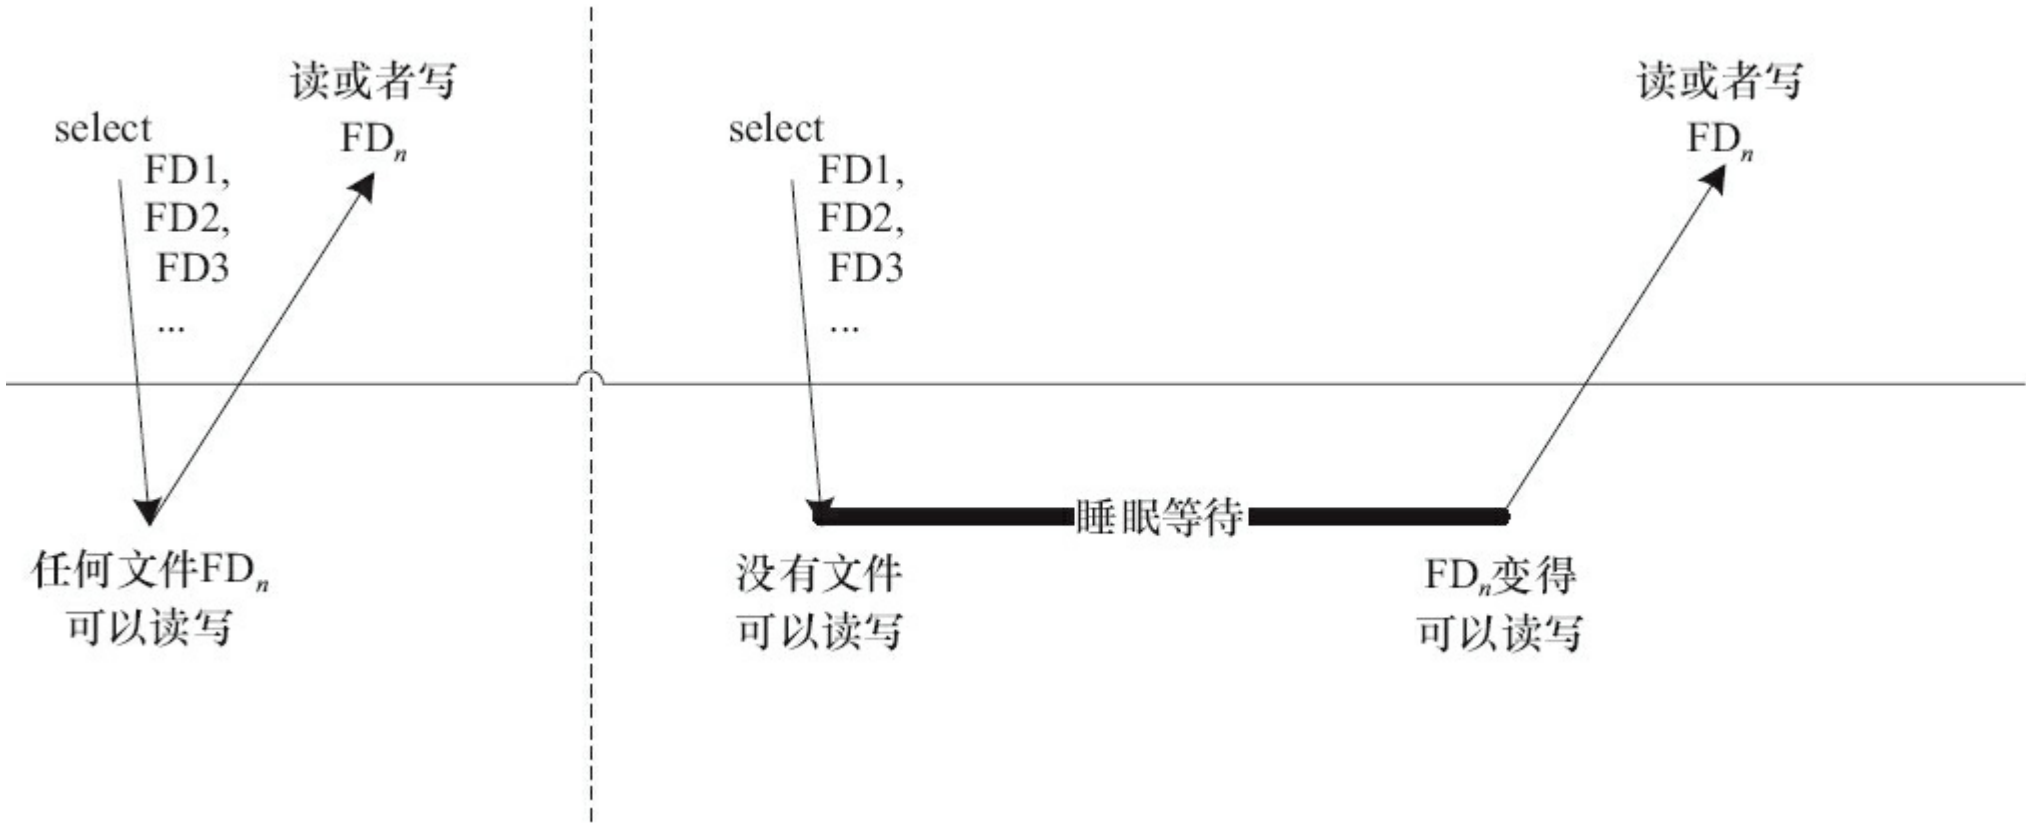 读或者写
FDn
select
FD1,
FD2,
FD3
...
任何文件FDn
可以读写
读或者写
FDn
select
FD1,
FD2,
FD3
...
睡眠等待
没有文件
可以读写
FDn变得
可以读写